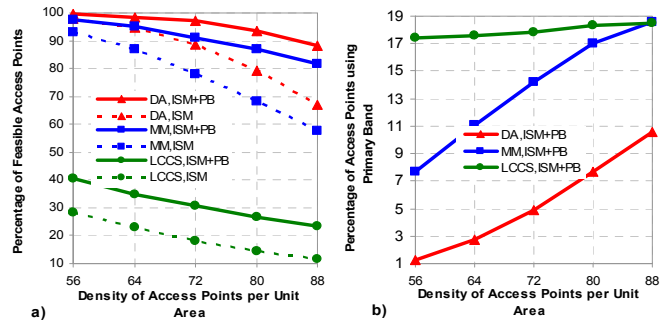 Percentage of Feasible Access Points
100
90
80
70
60
50
40
30
20
10
DA,ISM+PB
DA,ISM
MM,ISM+PB
MM,ISM
LCCS,ISM+PB
LCCS,ISM
56 64 72 80 88
Density of Access Points per Unit
Area
a)
Percentage of Access Points using
Primary Band
19
17
15
13
11
9
7
5
3
1
DA,ISM+PB
MM,ISM+PB
LCCS,ISM+PB
56 64 72 80 88
Density of Access Points per Unit
Area
b)